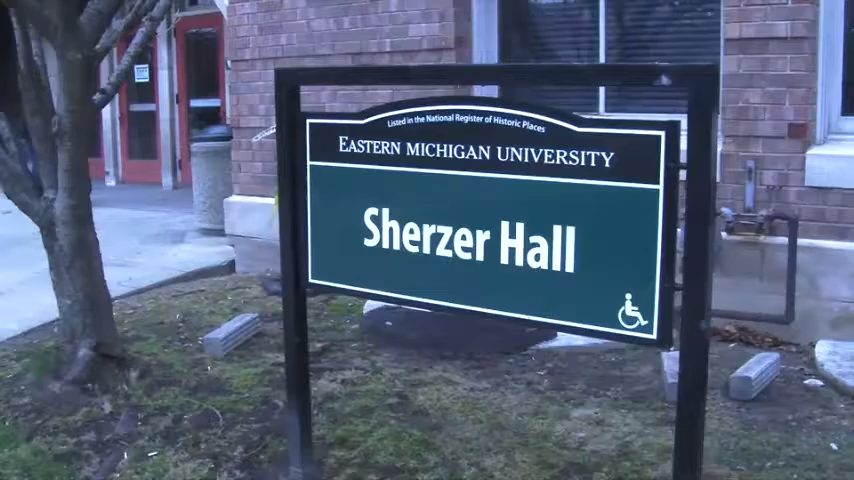 Listed in the National Register of Historic Places
EASTERN MICHIGAN UNIVERSITY
Sherzer Hall